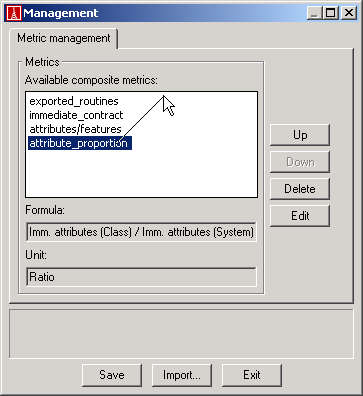 Management
Metric management
Metrics
Available composite metrics:
exported_routines
immediate_contract
attributes/features
attribute_proportion
Up
Down
Delete
Edit
Formula:
Imm. attributes (Class) / Imm. attributes (System)
Unit:
Ratio
Save
Import...
Exit